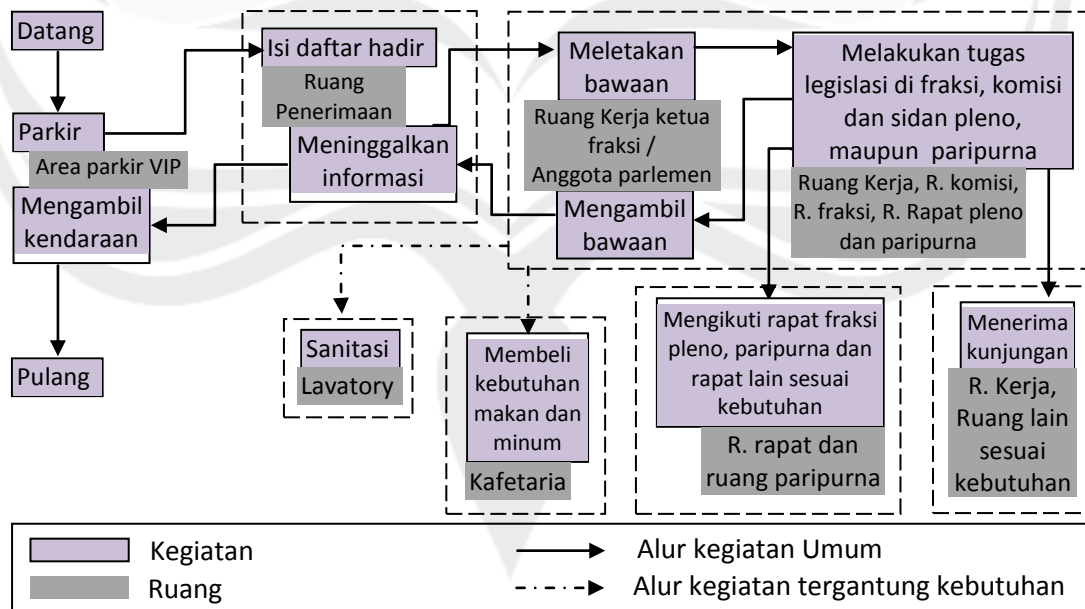 Datang
Parkir
Area parkir VIP
Mengambil
kendaraan
Pulang
Isi daftar hadir
Ruang
Penerimaan
Meninggalkan
informasi
Meletakan
bawaan
Ruang Kerja ketua
fraksi /
Anggota parlemen
Mengambil
bawaan
Melakukan tugas
legislasi di fraksi, komisi
dan sidan pleno,
maupun paripurna
Ruang Kerja, R. komisi,
R. fraksi, R. Rapat pleno
dan paripurna
Sanitasi
Lavatory
Membeli
kebutuhan
makan dan
minum
Kafetaria
Mengikuti rapat fraksi
pleno, paripurna dan
rapat lain sesuai
kebutuhan
R. rapat dan
ruang paripurna
Menerima
kunjungan
R. Kerja,
Ruang lain
sesuai
kebutuhan
Kegiatan
Ruang
Alur kegiatan Umum
Alur kegiatan tergantung kebutuhan